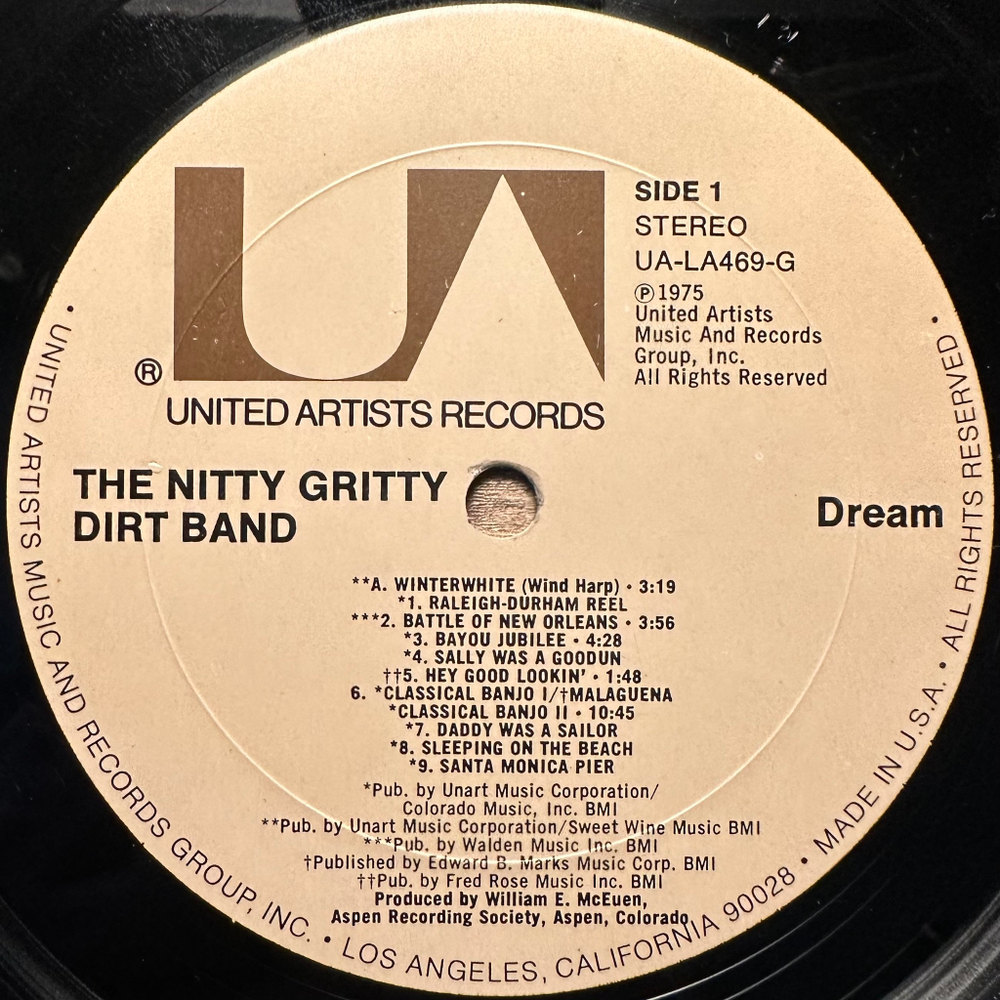 UA
SIDE 1
STEREO
UA-LA469-G
Ⓟ1975
United Artists
Music And Records
Group, Inc.
All Rights Reserved
®
UNITED ARTISTS RECORDS
THE NITTY GRITTY
DIRT BAND
Dream
**A. WINTERWHITE (Wind Harp) • 3:19
*1. RALEIGH-DURHAM REEL
***2. BATTLE OF NEW ORLEANS • 3:56
*3. BAYOU JUBILEE • 4:28
*4. SALLY WAS A GOODUN
††5. HEY GOOD LOOKIN' • 1:48
6. *CLASSICAL BANJO I/†MALAGUENA
*CLASSICAL BANJO II • 10:45
*7. DADDY WAS A SAILOR
*8. SLEEPING ON THE BEACH
*9. SANTA MONICA PIER
*Pub. by Unart Music Corporation/
Colorado Music, Inc. BMI
**Pub. by Unart Music Corporation/Sweet Wine Music BMI
***Pub. by Walden Music Inc. BMI
†Published by Edward B. Marks Music Corp. BMI
††Pub. by Fred Rose Music Inc. BMI
Produced by William E. McEuen,
Aspen Recording Society, Aspen, Colorado
• UNITED ARTISTS MUSIC AND RECORDS GROUP, INC. • LOS ANGELES, CALIFORNIA 90028 • MADE IN U.S.A. • ALL RIGHTS RESERVED •